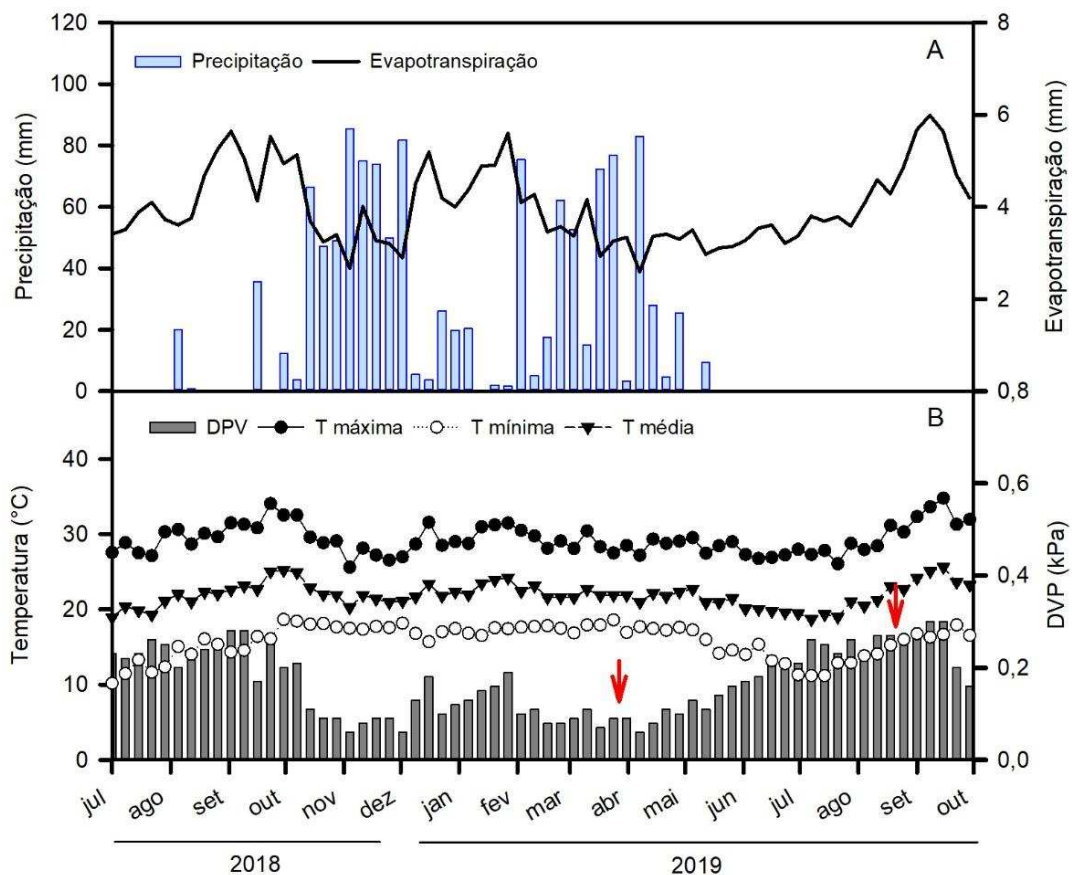 A
Precipitação Evapotranspiração
Precipitação (mm)
120
100
80
60
40
20
0
Evapotranspiração (mm)
8
6
4
2
0,8
B
DPV T máxima T mínima T média
Temperatura (°C)
40
30
20
10
0
DVP (kPa)
0,6
0,4
0,2
0,0
jul ago set out nov dez jan fev mar abr mai jun jul ago set out
2018 2019